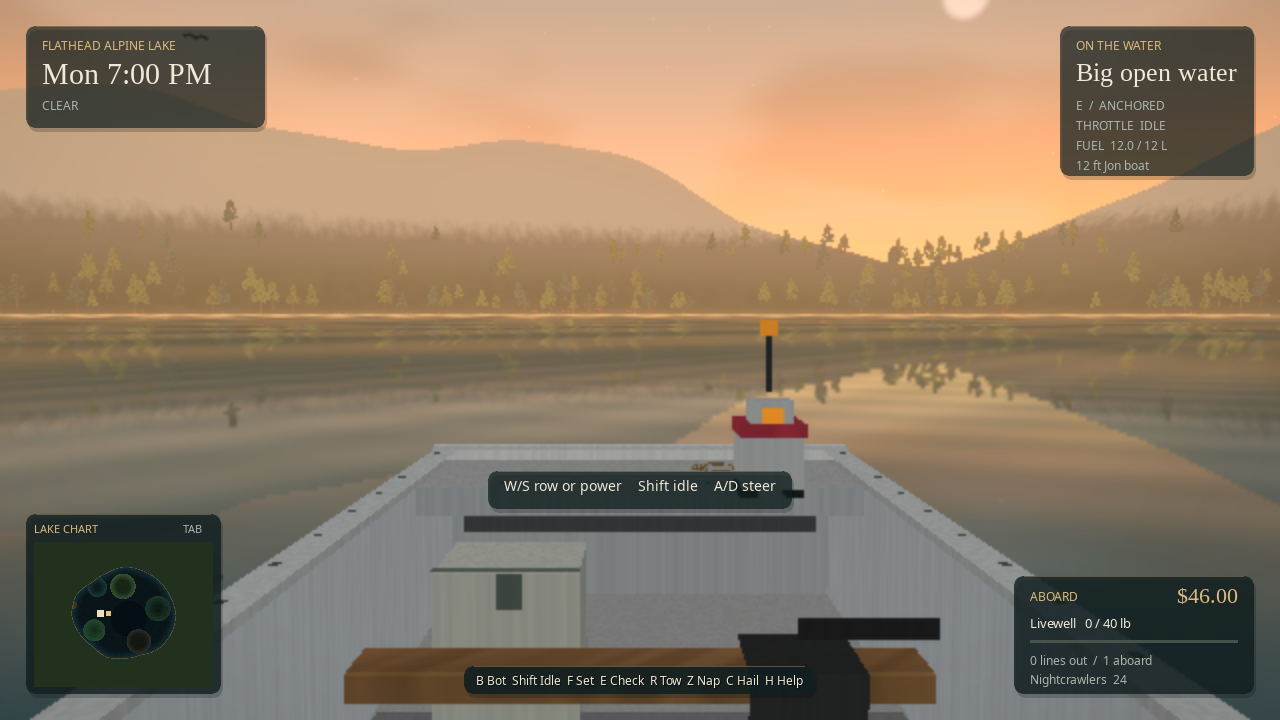 FLATHEAD ALPINE LAKE
Mon 7:00 PM
CLEAR
ON THE WATER
Big open water
E / ANCHORED
THROTTLE IDLE
FUEL 12.0 / 12 L
12 ft Jon boat
W/S row or power Shift idle A/D steer
LAKE CHART TAB
ABOARD $46.00
Livewell 0 / 40 lb
0 lines out / 1 aboard
Nightcrawlers 24
B Bot Shift Idle F Set E Check R Tow Z Nap C Hail H Help